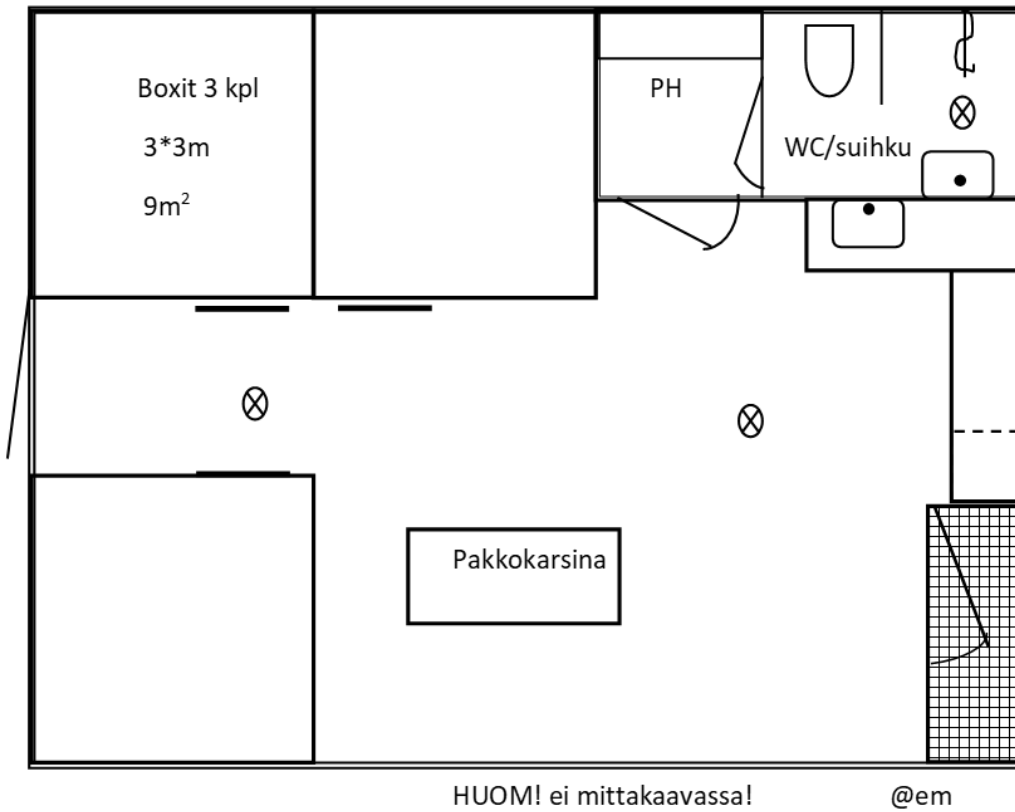 Boxit 3 kpl
3*3m
9m²
PH
WC/suihku
Pakkokarsina
HUOM! ei mittakaavassa!
@em